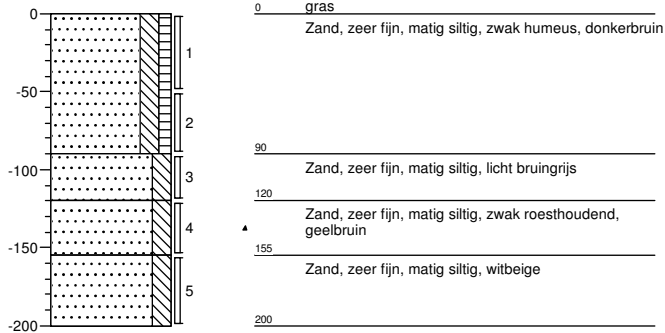 0
-50
-100
-150
-200
1
2
3
4
5
0 gras
Zand, zeer fijn, matig siltig, zwak humeus, donkerbruin
90
Zand, zeer fijn, matig siltig, licht bruingrijs
120
Zand, zeer fijn, matig siltig, zwak roesthoudend,
geelbruin
155
Zand, zeer fijn, matig siltig, witbeige
200